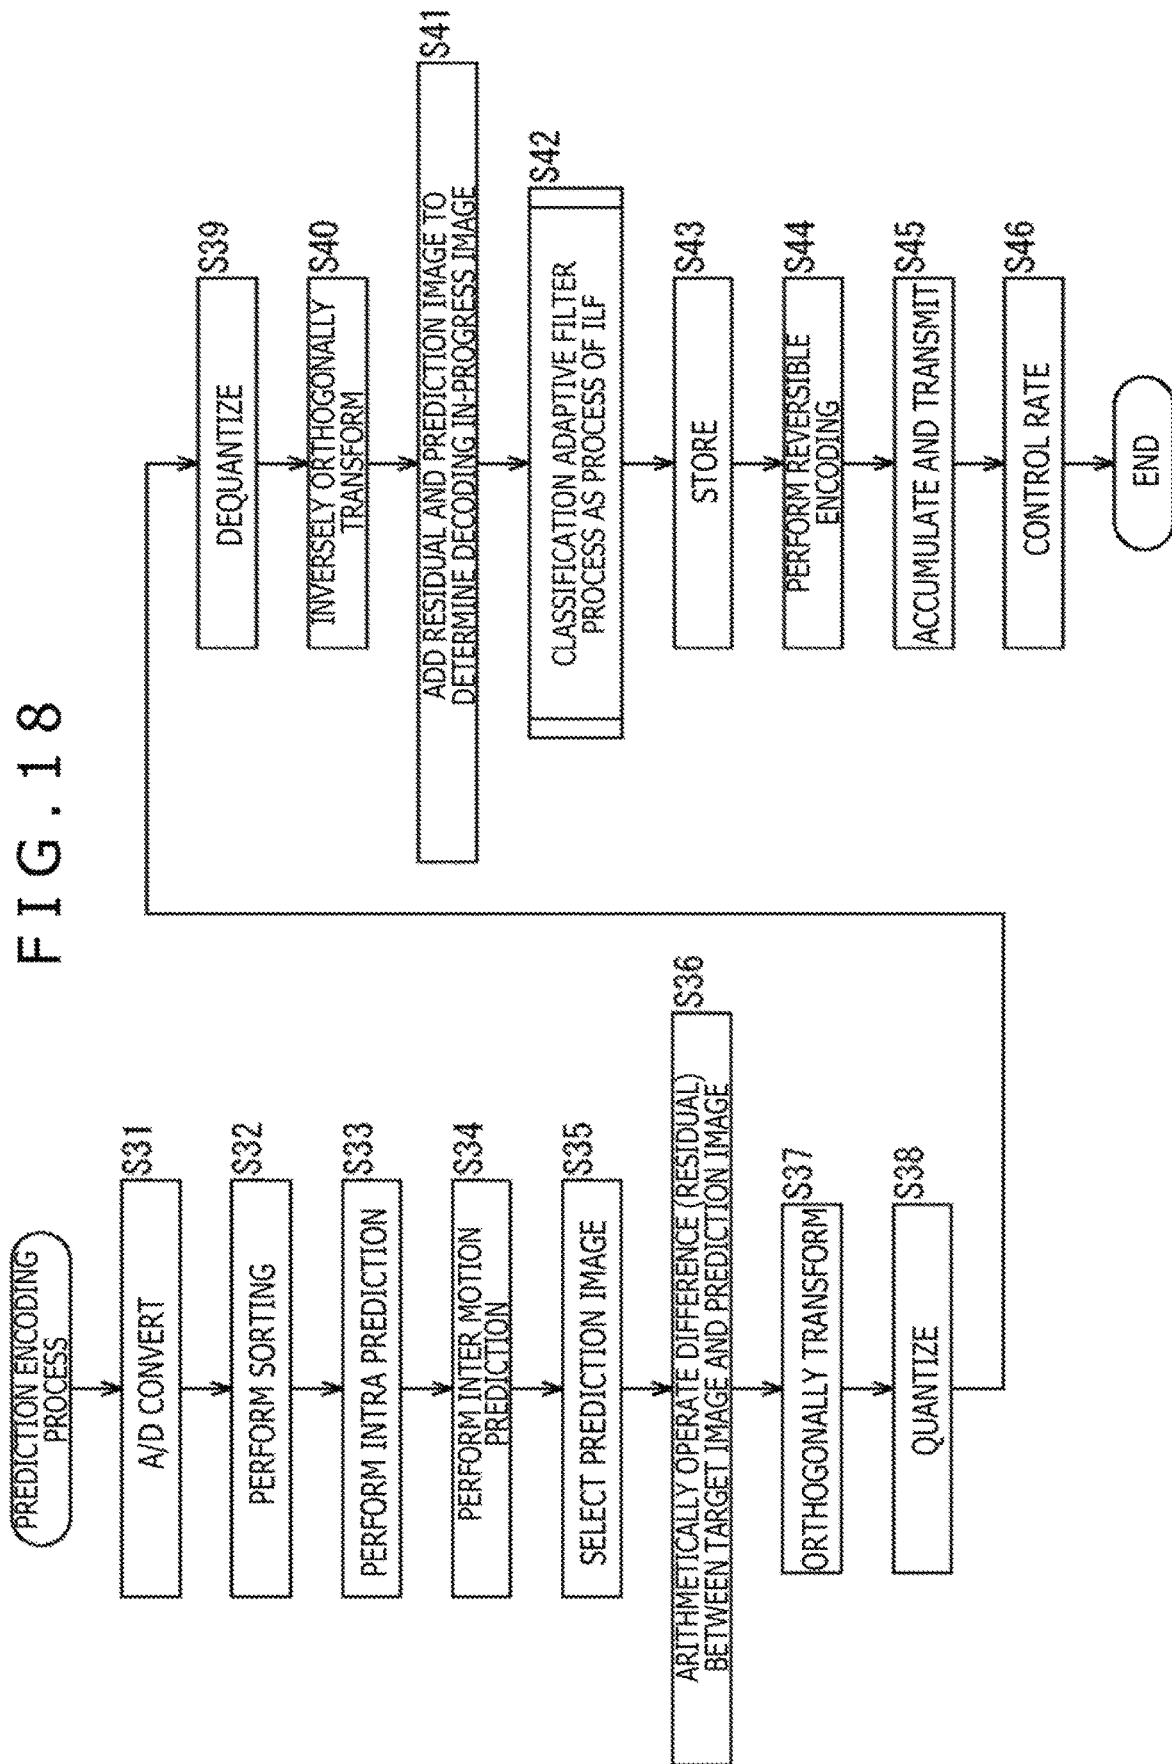 FIG.18
PREDICTION ENCODING
PROCESS
S31
A/D CONVERT
S32
PERFORM SORTING
S33
PERFORM INTRA PREDICTION
S34
PERFORM INTER MOTION
PREDICTION
S35
SELECT PREDICTION IMAGE
S36
ARITHMETICALLY OPERATE DIFFERENCE (RESIDUAL)
BETWEEN TARGET IMAGE AND PREDICTION IMAGE
S37
ORTHOGONALLY TRANSFORM
S38
QUANTIZE
S39
DEQUANTIZE
S40
INVERSELY ORTHOGONALLY
TRANSFORM
S41
ADD RESIDUAL AND PREDICTION IMAGE TO
DETERMINE DECODING IN-PROGRESS IMAGE
S42
CLASSIFICATION ADAPTIVE FILTER
PROCESS AS PROCESS OF ILF
S43
STORE
S44
PERFORM REVERSIBLE
ENCODING
S45
ACCUMULATE AND TRANSMIT
S46
CONTROL RATE
END